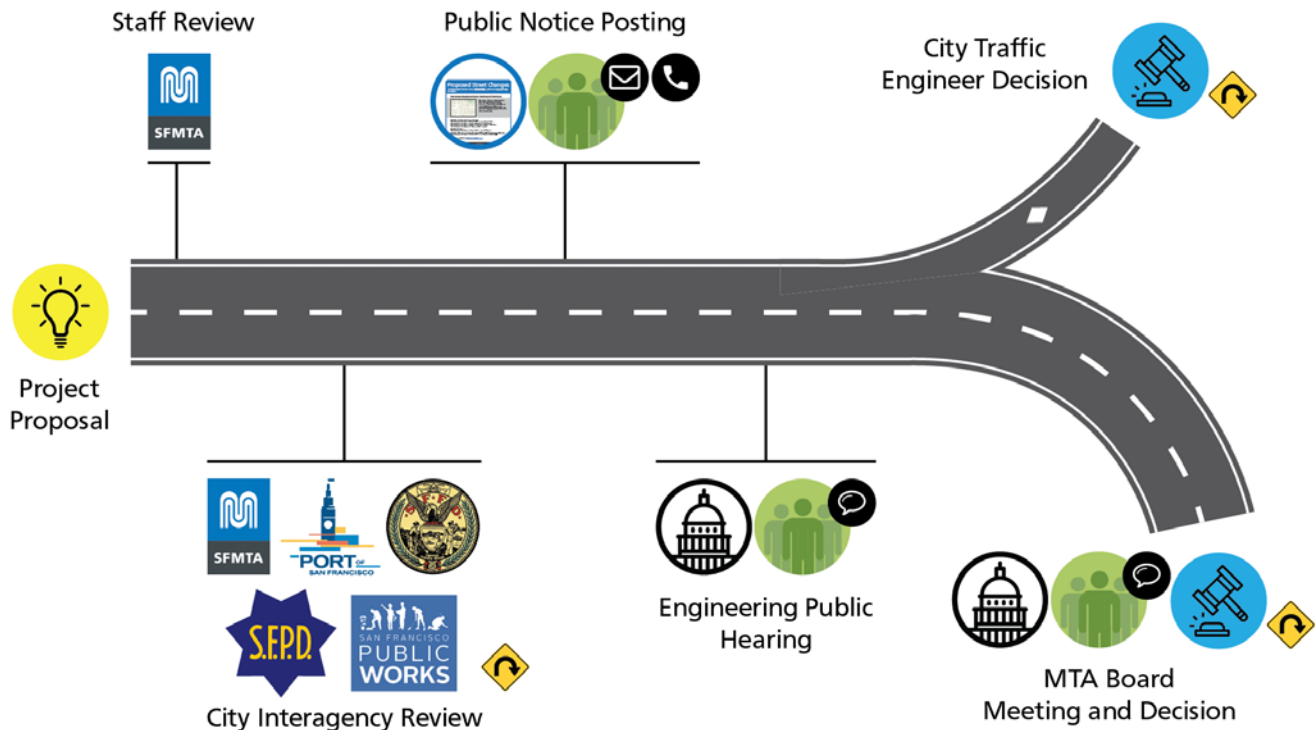 Staff Review
SFMTA
Public Notice Posting
Proposed Street Changes
City Traffic
Engineer Decision
Project
Proposal
SFMTA
PORT OF
SAN FRANCISCO
S.F.P.D.
SAN FRANCISCO
PUBLIC
WORKS
City Interagency Review
Engineering Public
Hearing
MTA Board
Meeting and Decision